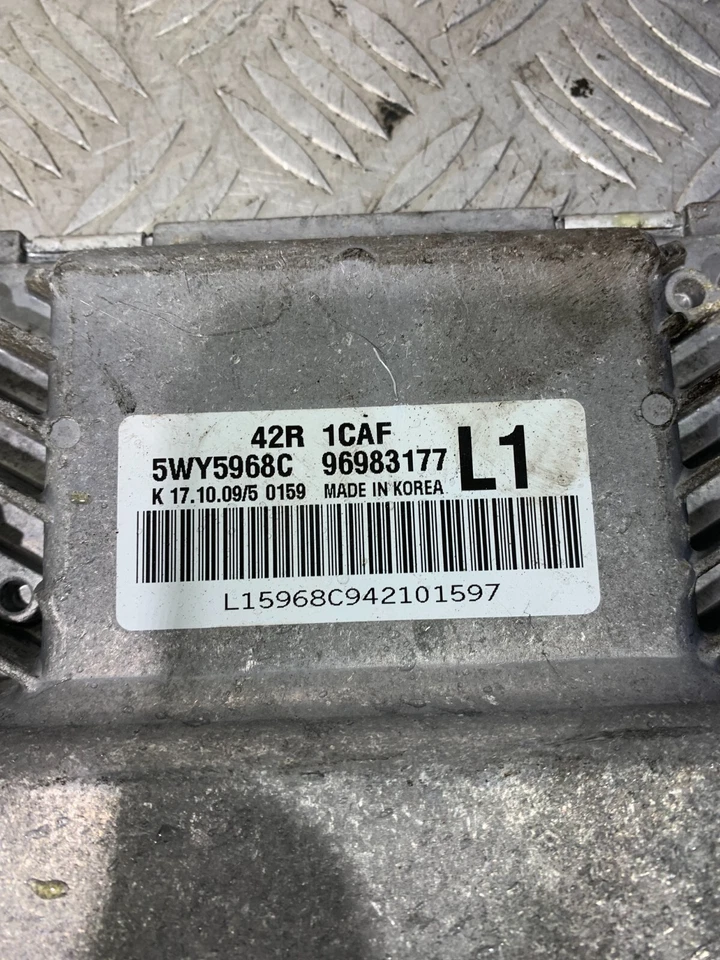 42R 1CAF
5WY5968C 96983177 L1
K 17.10.09/5 0159 MADE IN KOREA
L15968C942101597